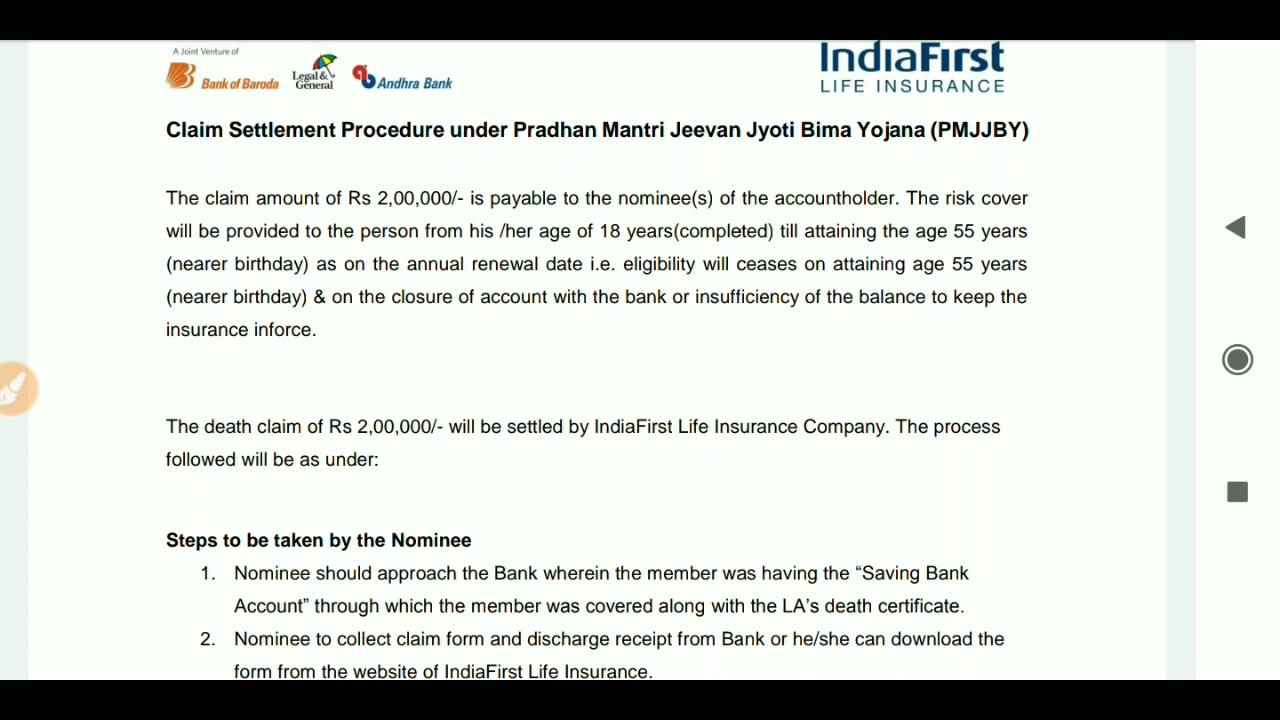 A Joint Venture of
Bank of Baroda
Legal &
General
Andhra Bank
IndiaFirst
LIFE INSURANCE
Claim Settlement Procedure under Pradhan Mantri Jeevan Jyoti Bima Yojana (PMJJBY)
The claim amount of Rs 2,00,000/- is payable to the nominee(s) of the accountholder. The risk cover
will be provided to the person from his /her age of 18 years(completed) till attaining the age 55 years
(nearer birthday) as on the annual renewal date i.e. eligibility will ceases on attaining age 55 years
(nearer birthday) & on the closure of account with the bank or insufficiency of the balance to keep the
insurance inforce.
The death claim of Rs 2,00,000/- will be settled by IndiaFirst Life Insurance Company. The process
followed will be as under:
Steps to be taken by the Nominee
1. Nominee should approach the Bank wherein the member was having the “Saving Bank
Account” through which the member was covered along with the LA’s death certificate.
2. Nominee to collect claim form and discharge receipt from Bank or he/she can download the
form from the website of IndiaFirst Life Insurance.